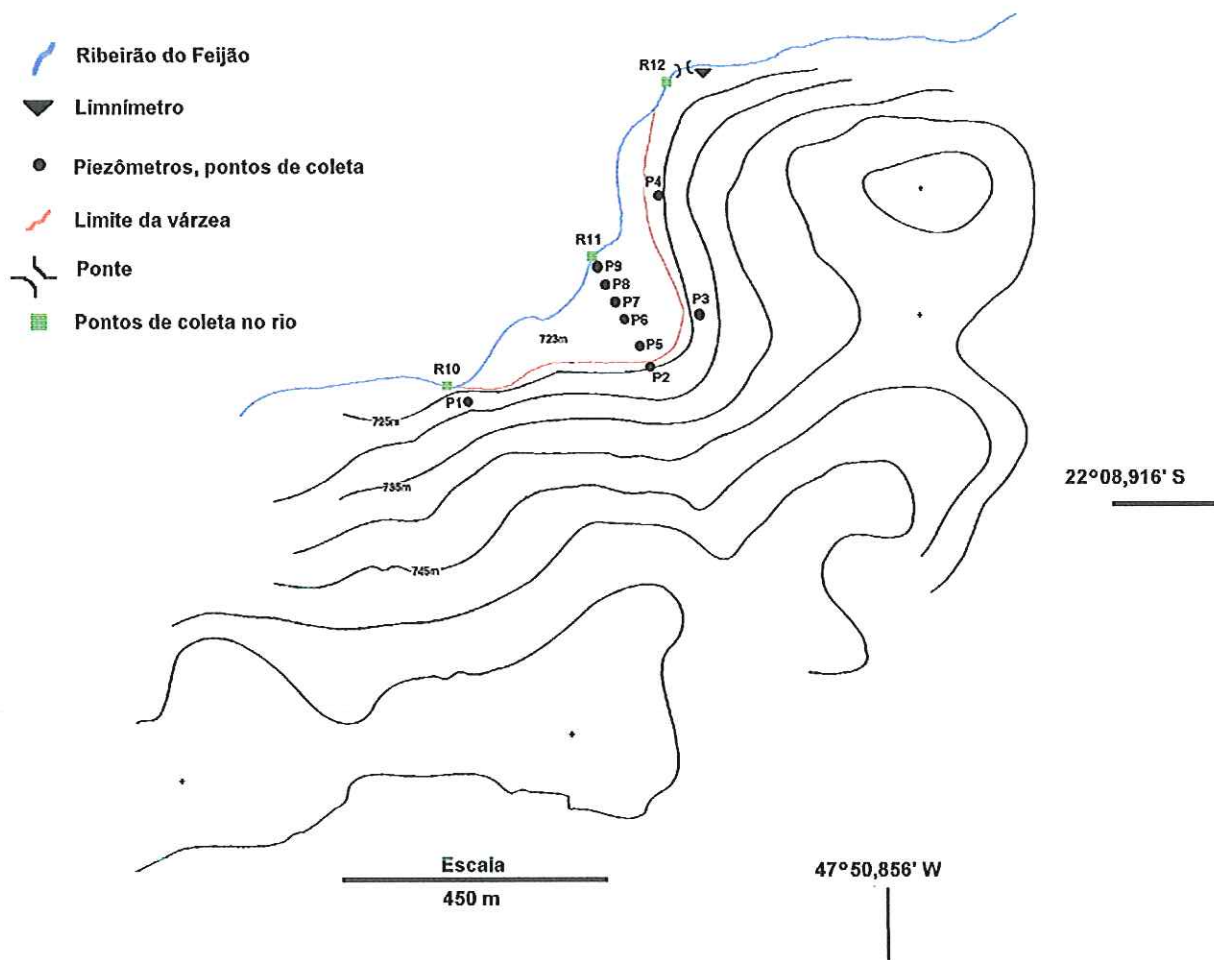 Ribeirão do Feijão
Limnímetro
Piezômetros, pontos de coleta
Limite da várzea
Ponte
Pontos de coleta no rio
R12
P4
R11
P9
P8
P7
P6
P3
723m
P5
R10
P2
P1
725m
735m
745m
22°08,916' S
Escala
450 m
47°50,856' W